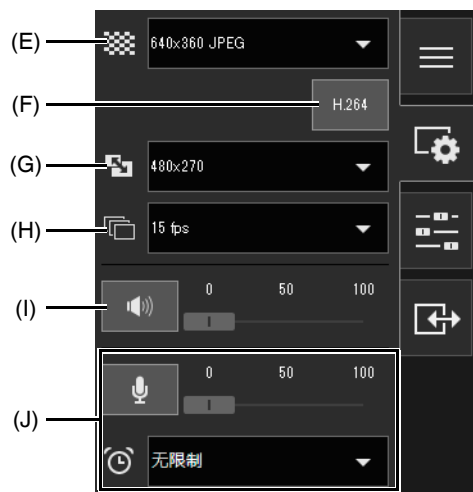 (E) 640x360 JPEG
(F) H.264
(G) 480x270
(H) 15 fps
(I) 0 50 100
(J) 0 50 100
无限制